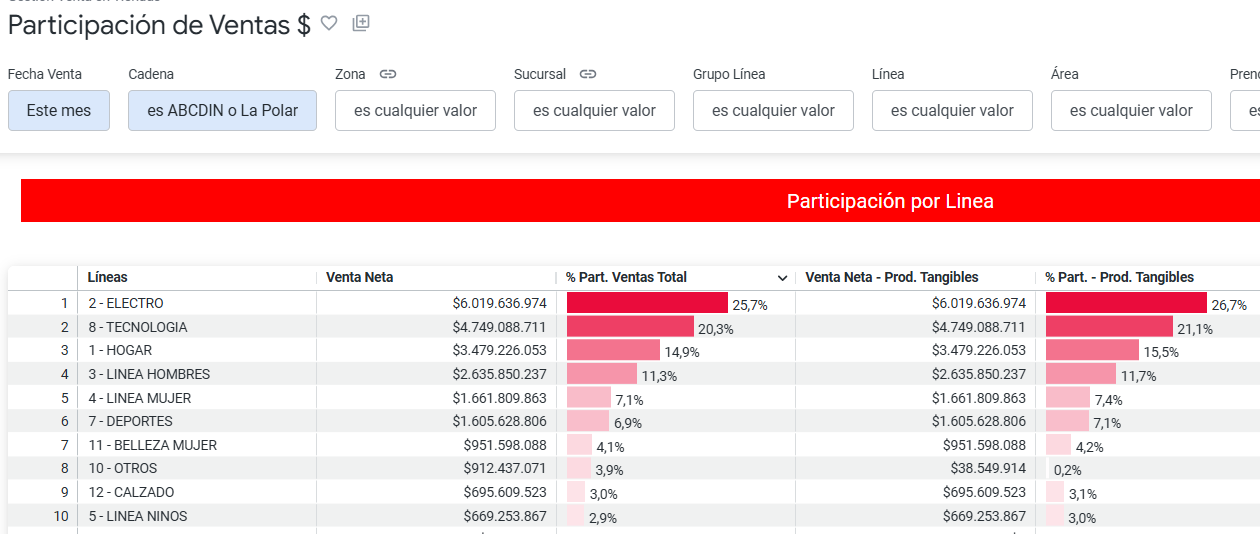 Participación de Ventas $
Fecha Venta Cadena Zona Sucursal Grupo Línea Línea Área
Este mes es ABCDIN o La Polar es cualquier valor es cualquier valor es cualquier valor es cualquier valor es cualquier valor
Participación por Linea
Líneas Venta Neta % Part. Ventas Total Venta Neta - Prod. Tangibles % Part. - Prod. Tangibles
1 2 - ELECTRO $6.019.636.974 25,7% $6.019.636.974 26,7%
2 8 - TECNOLOGIA $4.749.088.711 20,3% $4.749.088.711 21,1%
3 1 - HOGAR $3.479.226.053 14,9% $3.479.226.053 15,5%
4 3 - LINEA HOMBRES $2.635.850.237 11,3% $2.635.850.237 11,7%
5 4 - LINEA MUJER $1.661.809.863 7,1% $1.661.809.863 7,4%
6 7 - DEPORTES $1.605.628.806 6,9% $1.605.628.806 7,1%
7 11 - BELLEZA MUJER $951.598.088 4,1% $951.598.088 4,2%
8 10 - OTROS $912.437.071 3,9% $38.549.914 0,2%
9 12 - CALZADO $695.609.523 3,0% $695.609.523 3,1%
10 5 - LINEA NINOS $669.253.867 2,9% $669.253.867 3,0%